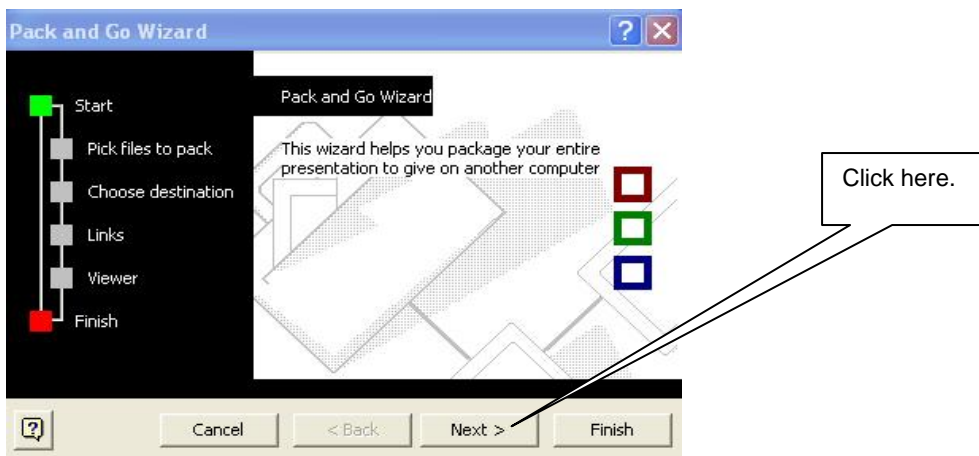 Pack and Go Wizard
Start
Pick files to pack
Choose destination
Links
Viewer
Finish
Pack and Go Wizard
This wizard helps you package your entire
presentation to give on another computer
Click here.
Cancel
< Back
Next >
Finish